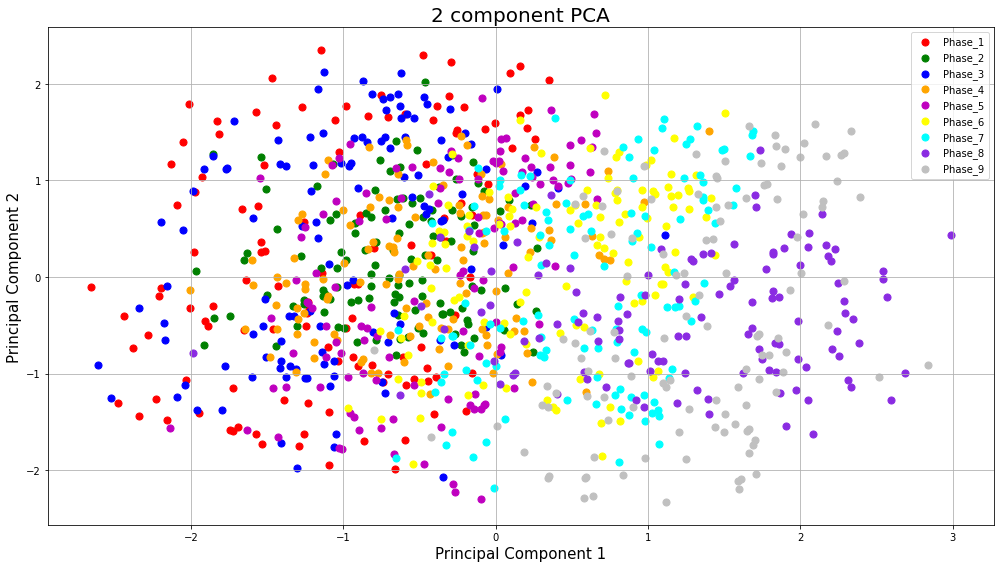 2 component PCA
Phase_1
Phase_2
Phase_3
Phase_4
Phase_5
Phase_6
Phase_7
Phase_8
Phase_9
Principal Component 2
2
1
0
−1
−2
−2
−1
0
1
2
3
Principal Component 1